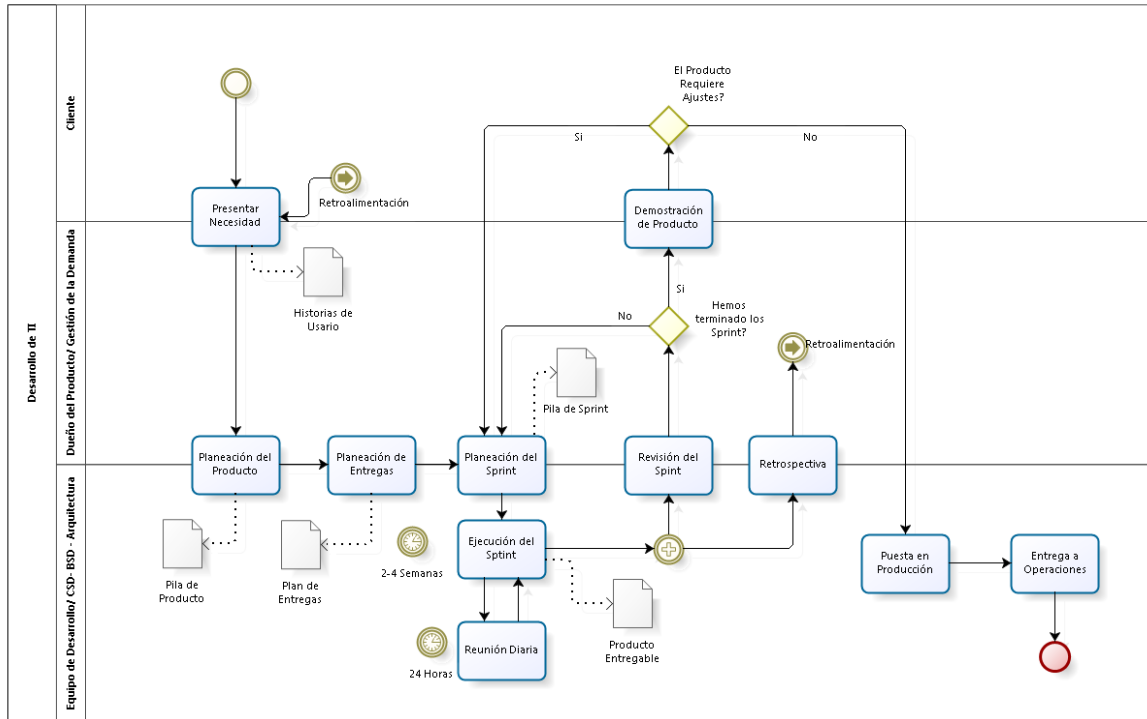 Desarrollo de TI
Cliente
Dueño del Producto/ Gestión de la Demanda
Equipo de Desarrollo/ CSD- BSD - Arquitectura
El Producto
Requiere
Ajustes?
Si
No
Retroalimentación
Presentar
Necesidad
Demostración
de Producto
Historias de
Usario
Si
No
Hemos
terminado los
Sprint?
Retroalimentación
Pila de Sprint
Planeación del
Producto
Planeación de
Entregas
Planeación del
Sprint
Revisión del
Spint
Retrospectiva
Pila de
Producto
Plan de
Entregas
2-4 Semanas
Ejecución del
Sptint
Puesta en
Producción
Entrega a
Operaciones
24 Horas
Reunión Diaria
Producto
Entregable